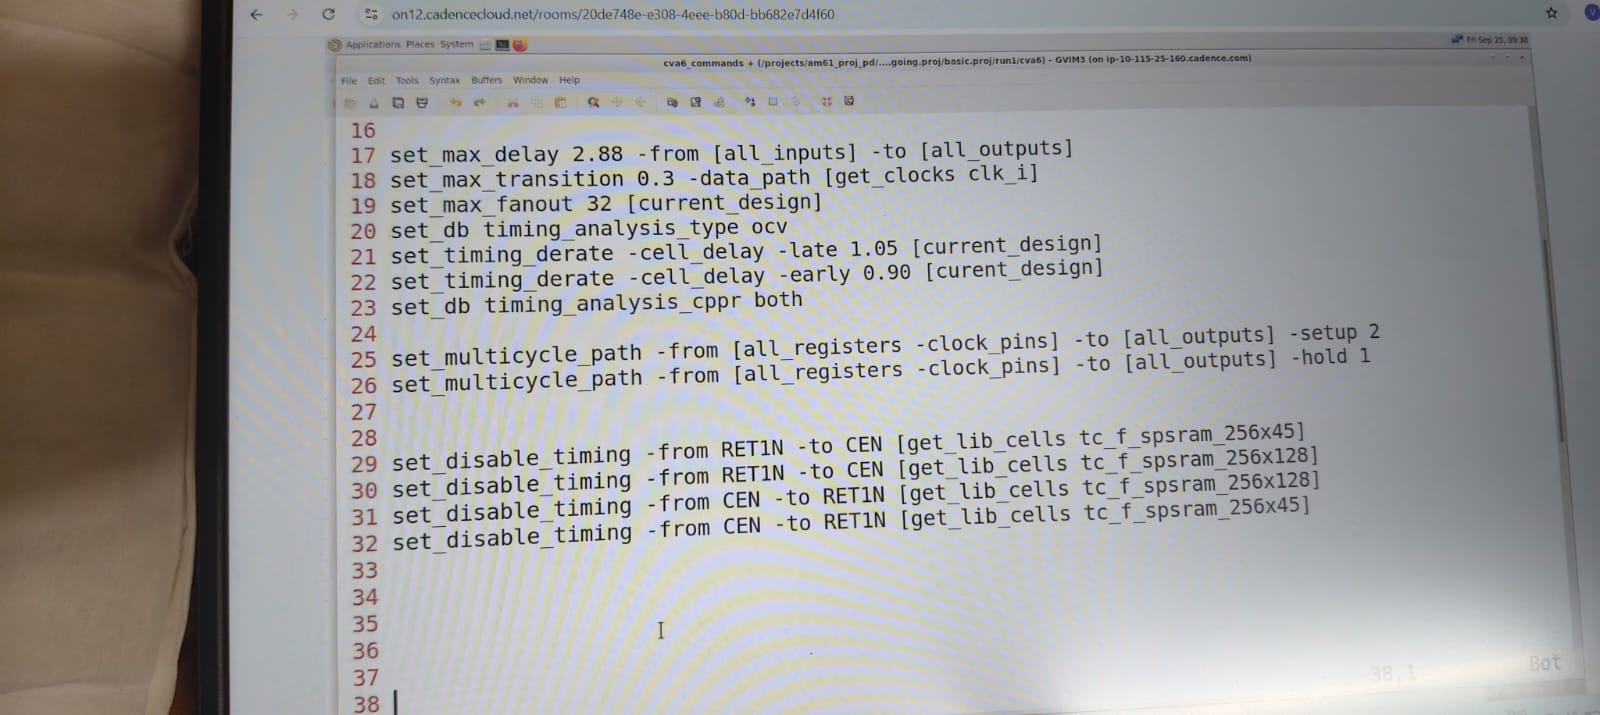 on12.cadencecloud.net/rooms/20de748e-e308-4eee-b80d-bb682e7d4f60
V
Applications Places System
Fri Sep 25, 09:38
cva6_commands + (/projects/am61_proj_pd/....going.proj/basic.proj/run1/cva6) - GVIM3 (on ip-10-115-25-160.cadence.com)
File Edit Tools Syntax Buffers Window Help
16
17 set_max_delay 2.88 -from [all_inputs] -to [all_outputs]
18 set_max_transition 0.3 -data_path [get_clocks clk_i]
19 set_max_fanout 32 [current_design]
20 set_db timing_analysis_type ocv
21 set_timing_derate -cell_delay -late 1.05 [current_design]
22 set_timing_derate -cell_delay -early 0.90 [curent_design]
23 set_db timing_analysis_cppr both
24
25 set_multicycle_path -from [all_registers -clock_pins] -to [all_outputs] -setup 2
26 set_multicycle_path -from [all_registers -clock_pins] -to [all_outputs] -hold 1
27
28
29 set_disable_timing -from RET1N -to CEN [get_lib_cells tc_f_spsram_256x45]
30 set_disable_timing -from RET1N -to CEN [get_lib_cells tc_f_spsram_256x128]
31 set_disable_timing -from CEN -to RET1N [get_lib_cells tc_f_spsram_256x128]
32 set_disable_timing -from CEN -to RET1N [get_lib_cells tc_f_spsram_256x45]
33
34
35
36
37
38
38,1 Bot